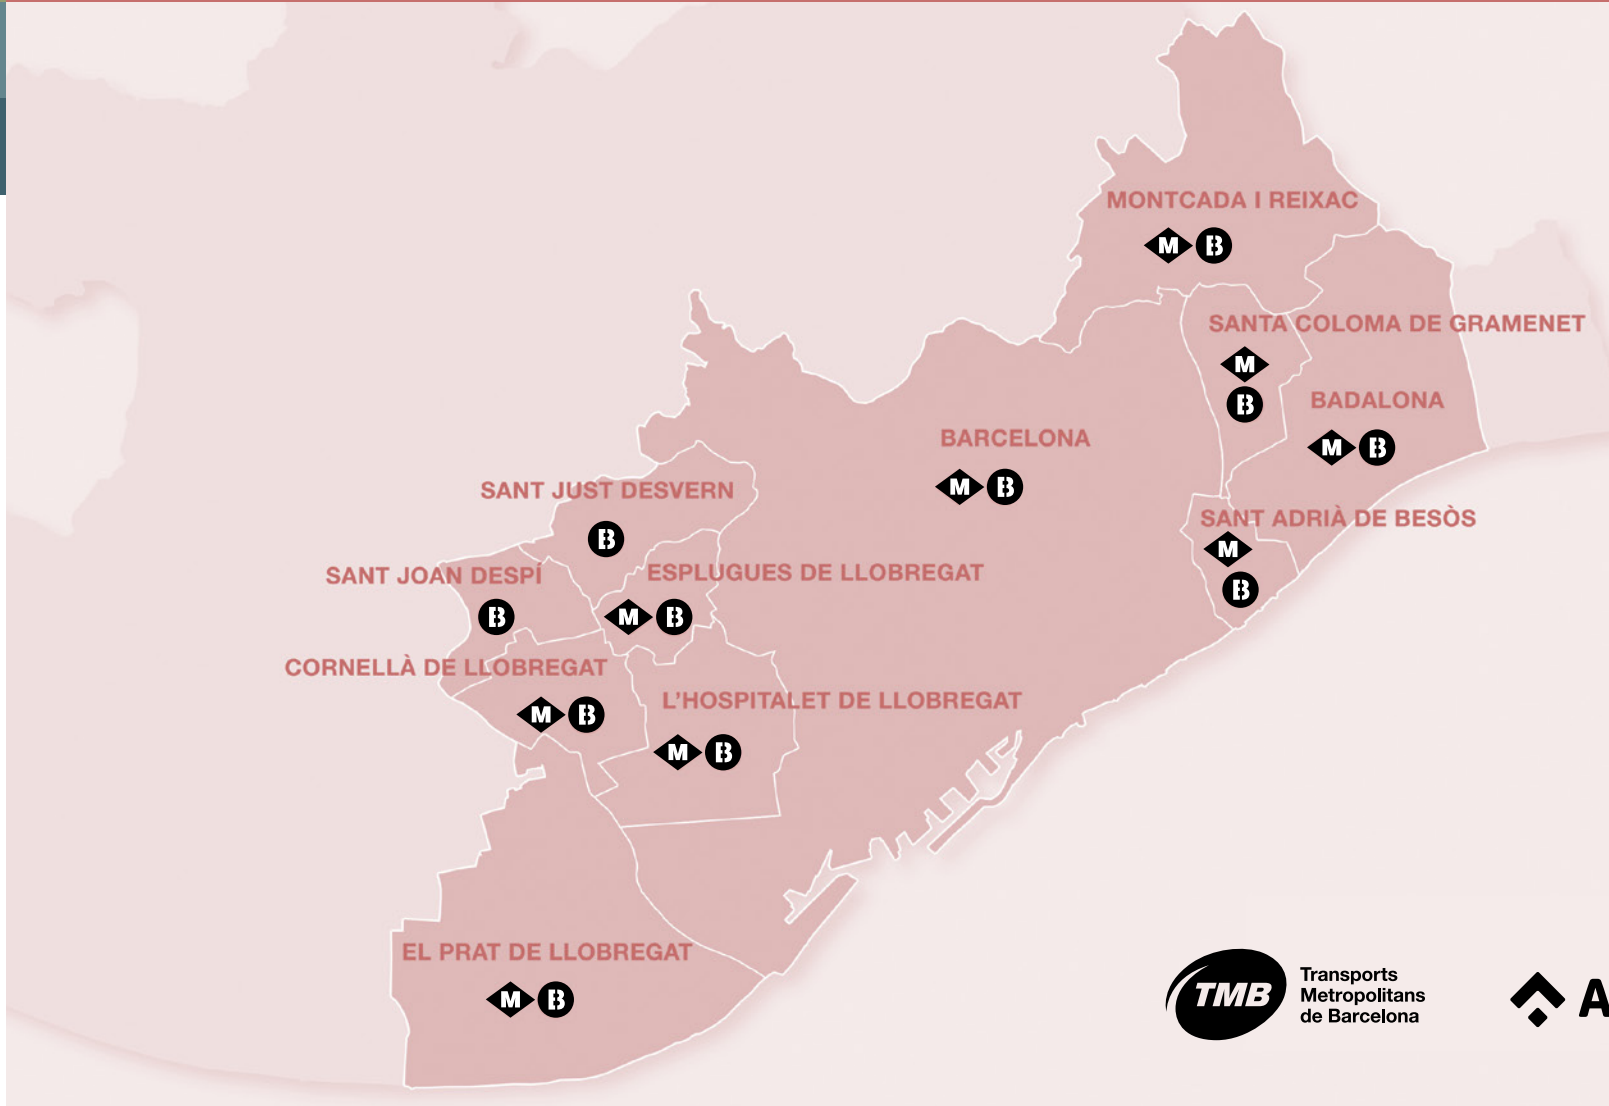 MONTCADA I REIXAC
M B
SANTA COLOMA DE GRAMENET
M
B
BADALONA
M B
BARCELONA
M B
SANT JUST DESVERN
B
SANT ADRIÀ DE BESÒS
M
B
SANT JOAN DESPÍ
B
ESPLUGUES DE LLOBREGAT
M B
CORNELLÀ DE LLOBREGAT
M B
L'HOSPITALET DE LLOBREGAT
M B
EL PRAT DE LLOBREGAT
M B
TMB
Transports
Metropolitans
de Barcelona
A